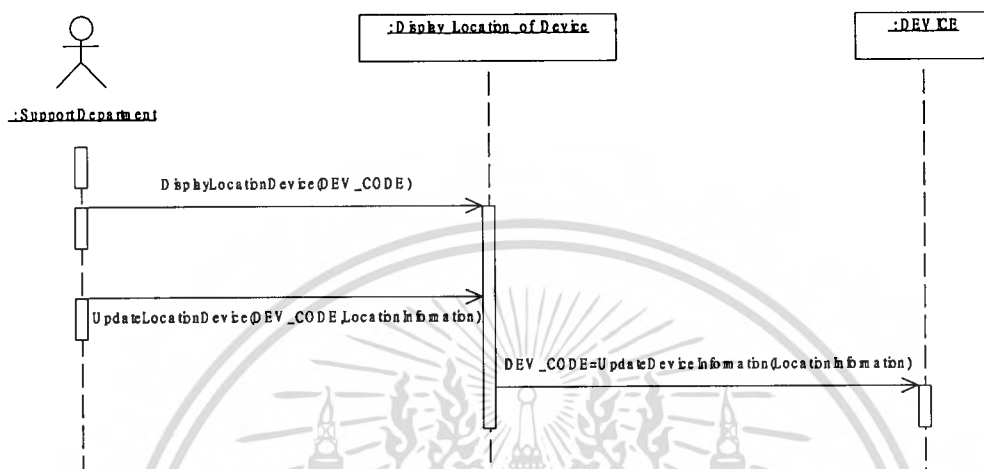 :Display Location of Device
:DEVICE
:SupportDepartment
DisplayLocationDevice(DEV_CODE)
UpdateLocationDevice(DEV_CODE,LocationInformation)
DEV_CODE=UpdateDeviceInformation(LocationInformation)